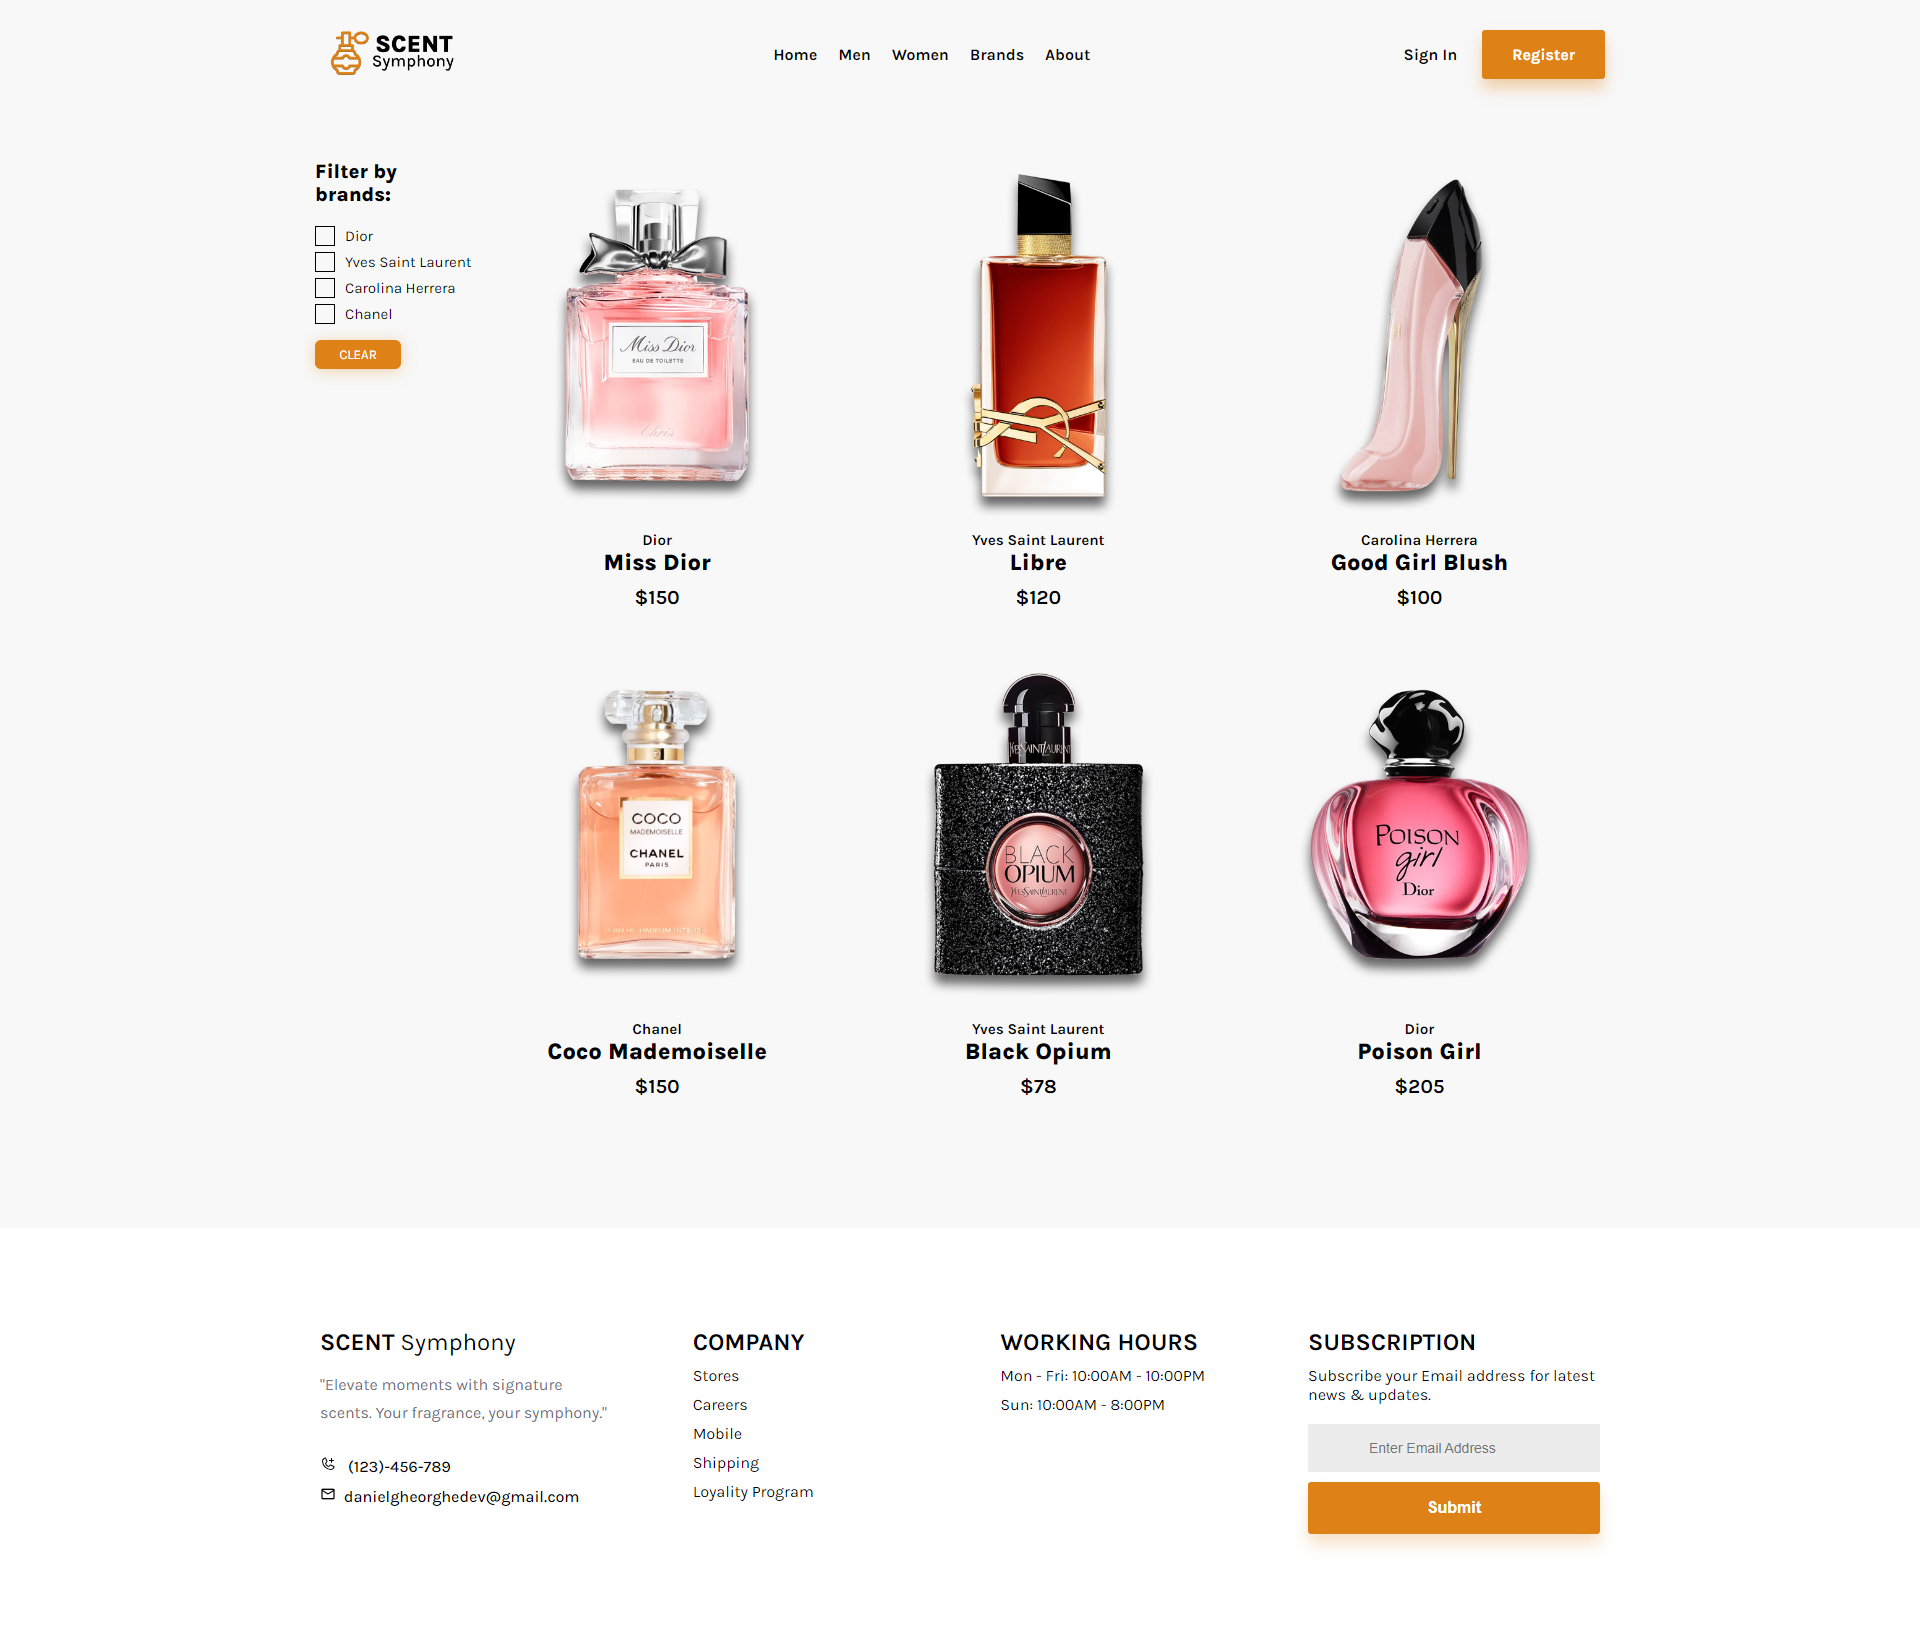 SCENT
Symphony
Home Men Women Brands About
Sign In
Register
Filter by
brands:
Dior
Yves Saint Laurent
Carolina Herrera
Chanel
CLEAR
Miss Dior
EAU DE TOILETTE
Chris
Dior
Miss Dior
$150
Yves Saint Laurent
Libre
$120
Carolina Herrera
Good Girl Blush
$100
COCO
MADEMOISELLE
CHANEL
PARIS
EAU DE PARFUM INTENSE
Chanel
Coco Mademoiselle
$150
YVESSAINTLAURENT
BLACK
OPIUM
YVESSAINTLAURENT
Yves Saint Laurent
Black Opium
$78
POISON
girl
Dior
Dior
Poison Girl
$205
SCENT Symphony
"Elevate moments with signature
scents. Your fragrance, your symphony."
(123)-456-789
danielgheorghedev@gmail.com
COMPANY
Stores
Careers
Mobile
Shipping
Loyality Program
WORKING HOURS
Mon - Fri: 10:00AM - 10:00PM
Sun: 10:00AM - 8:00PM
SUBSCRIPTION
Subscribe your Email address for latest
news & updates.
Enter Email Address
Submit